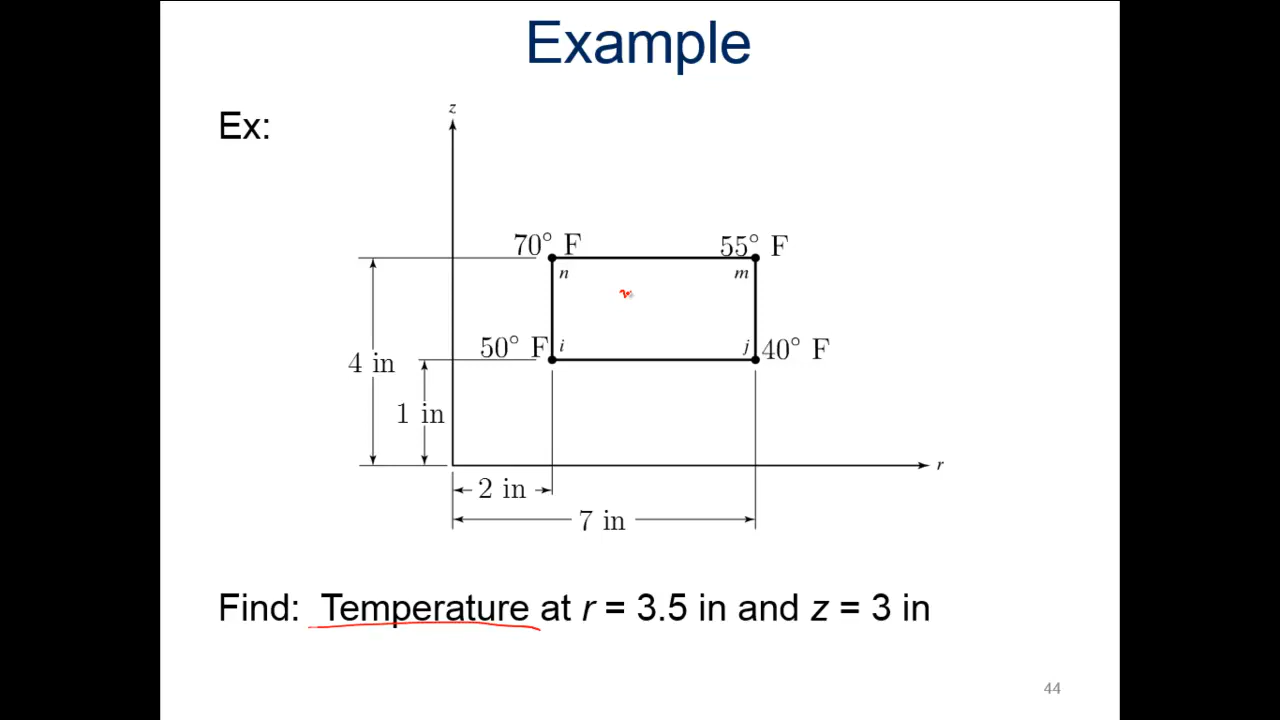 Example
Ex:
z
70° F
55° F
n
m
50° F
i
j
40° F
4 in
1 in
r
2 in
7 in
Find: Temperature at r = 3.5 in and z = 3 in
44